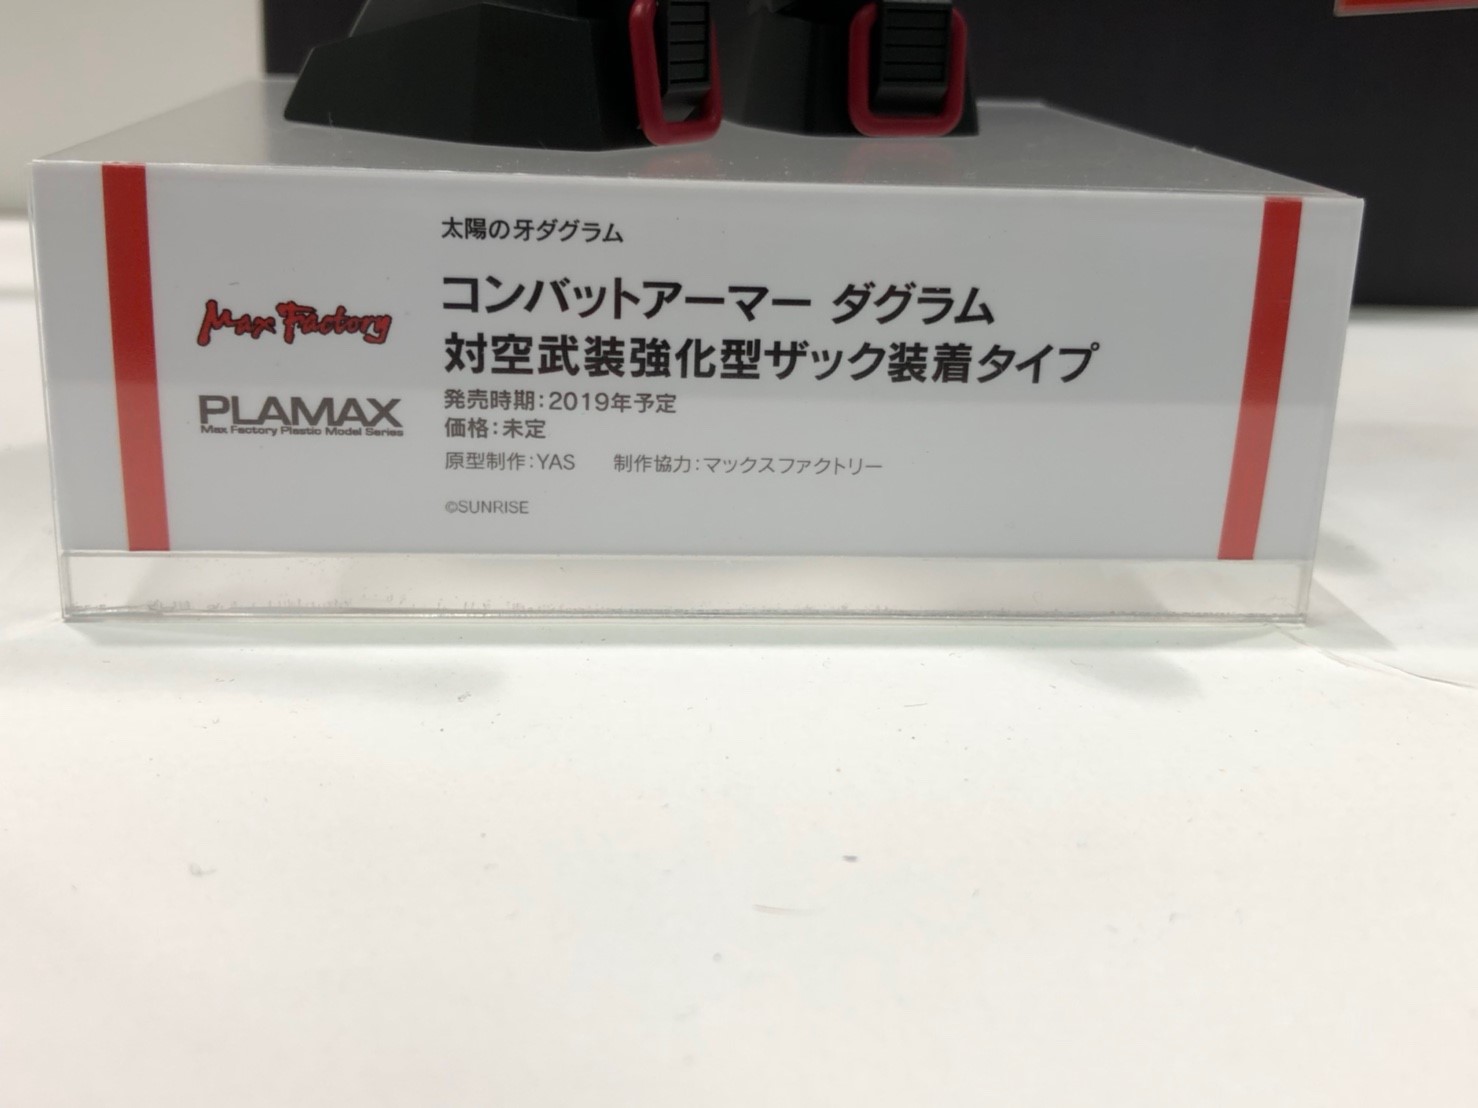 太陽の牙ダグラム
Max Factory
コンバットアーマー ダグラム
対空武装強化型ザック装着タイプ
PLAMAX
Max Factory Plastic Model Series
発売時期:2019年予定
価格:未定
原型制作:YAS 制作協力:マックスファクトリー
©SUNRISE